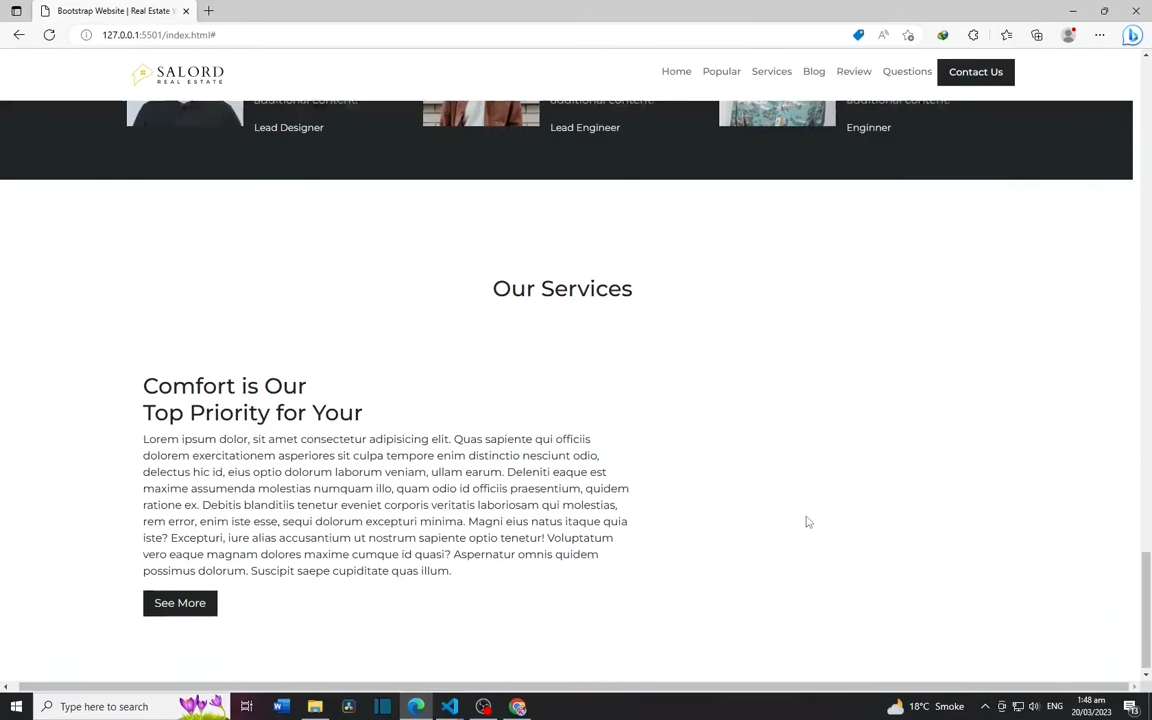 Bootstrap Website | Real Estate W
127.0.0.1:5501/index.html#
SALORD
REAL ESTATE
Home
Popular
Services
Blog
Review
Questions
Contact Us
additional content.
additional content.
additional content.
Lead Designer
Lead Engineer
Enginner
Our Services
Comfort is Our
Top Priority for Your
Lorem ipsum dolor, sit amet consectetur adipisicing elit. Quas sapiente qui officiis
dolorem exercitationem asperiores sit culpa tempore enim distinctio nesciunt odio,
delectus hic id, eius optio dolorum laborum veniam, ullam earum. Deleniti eaque est
maxime assumenda molestias numquam illo, quam odio id officiis praesentium, quidem
ratione ex. Debitis blanditiis tenetur eveniet corporis veritatis laboriosam qui molestias,
rem error, enim iste esse, sequi dolorum excepturi minima. Magni eius natus itaque quia
iste? Excepturi, iure alias accusantium ut nostrum sapiente optio tenetur! Voluptatum
vero eaque magnam dolores maxime cumque id quasi? Aspernatur omnis quidem
possimus dolorum. Suscipit saepe cupiditate quas illum.
See More
Type here to search
18°C Smoke
ENG
1:48 am
20/03/2023
13